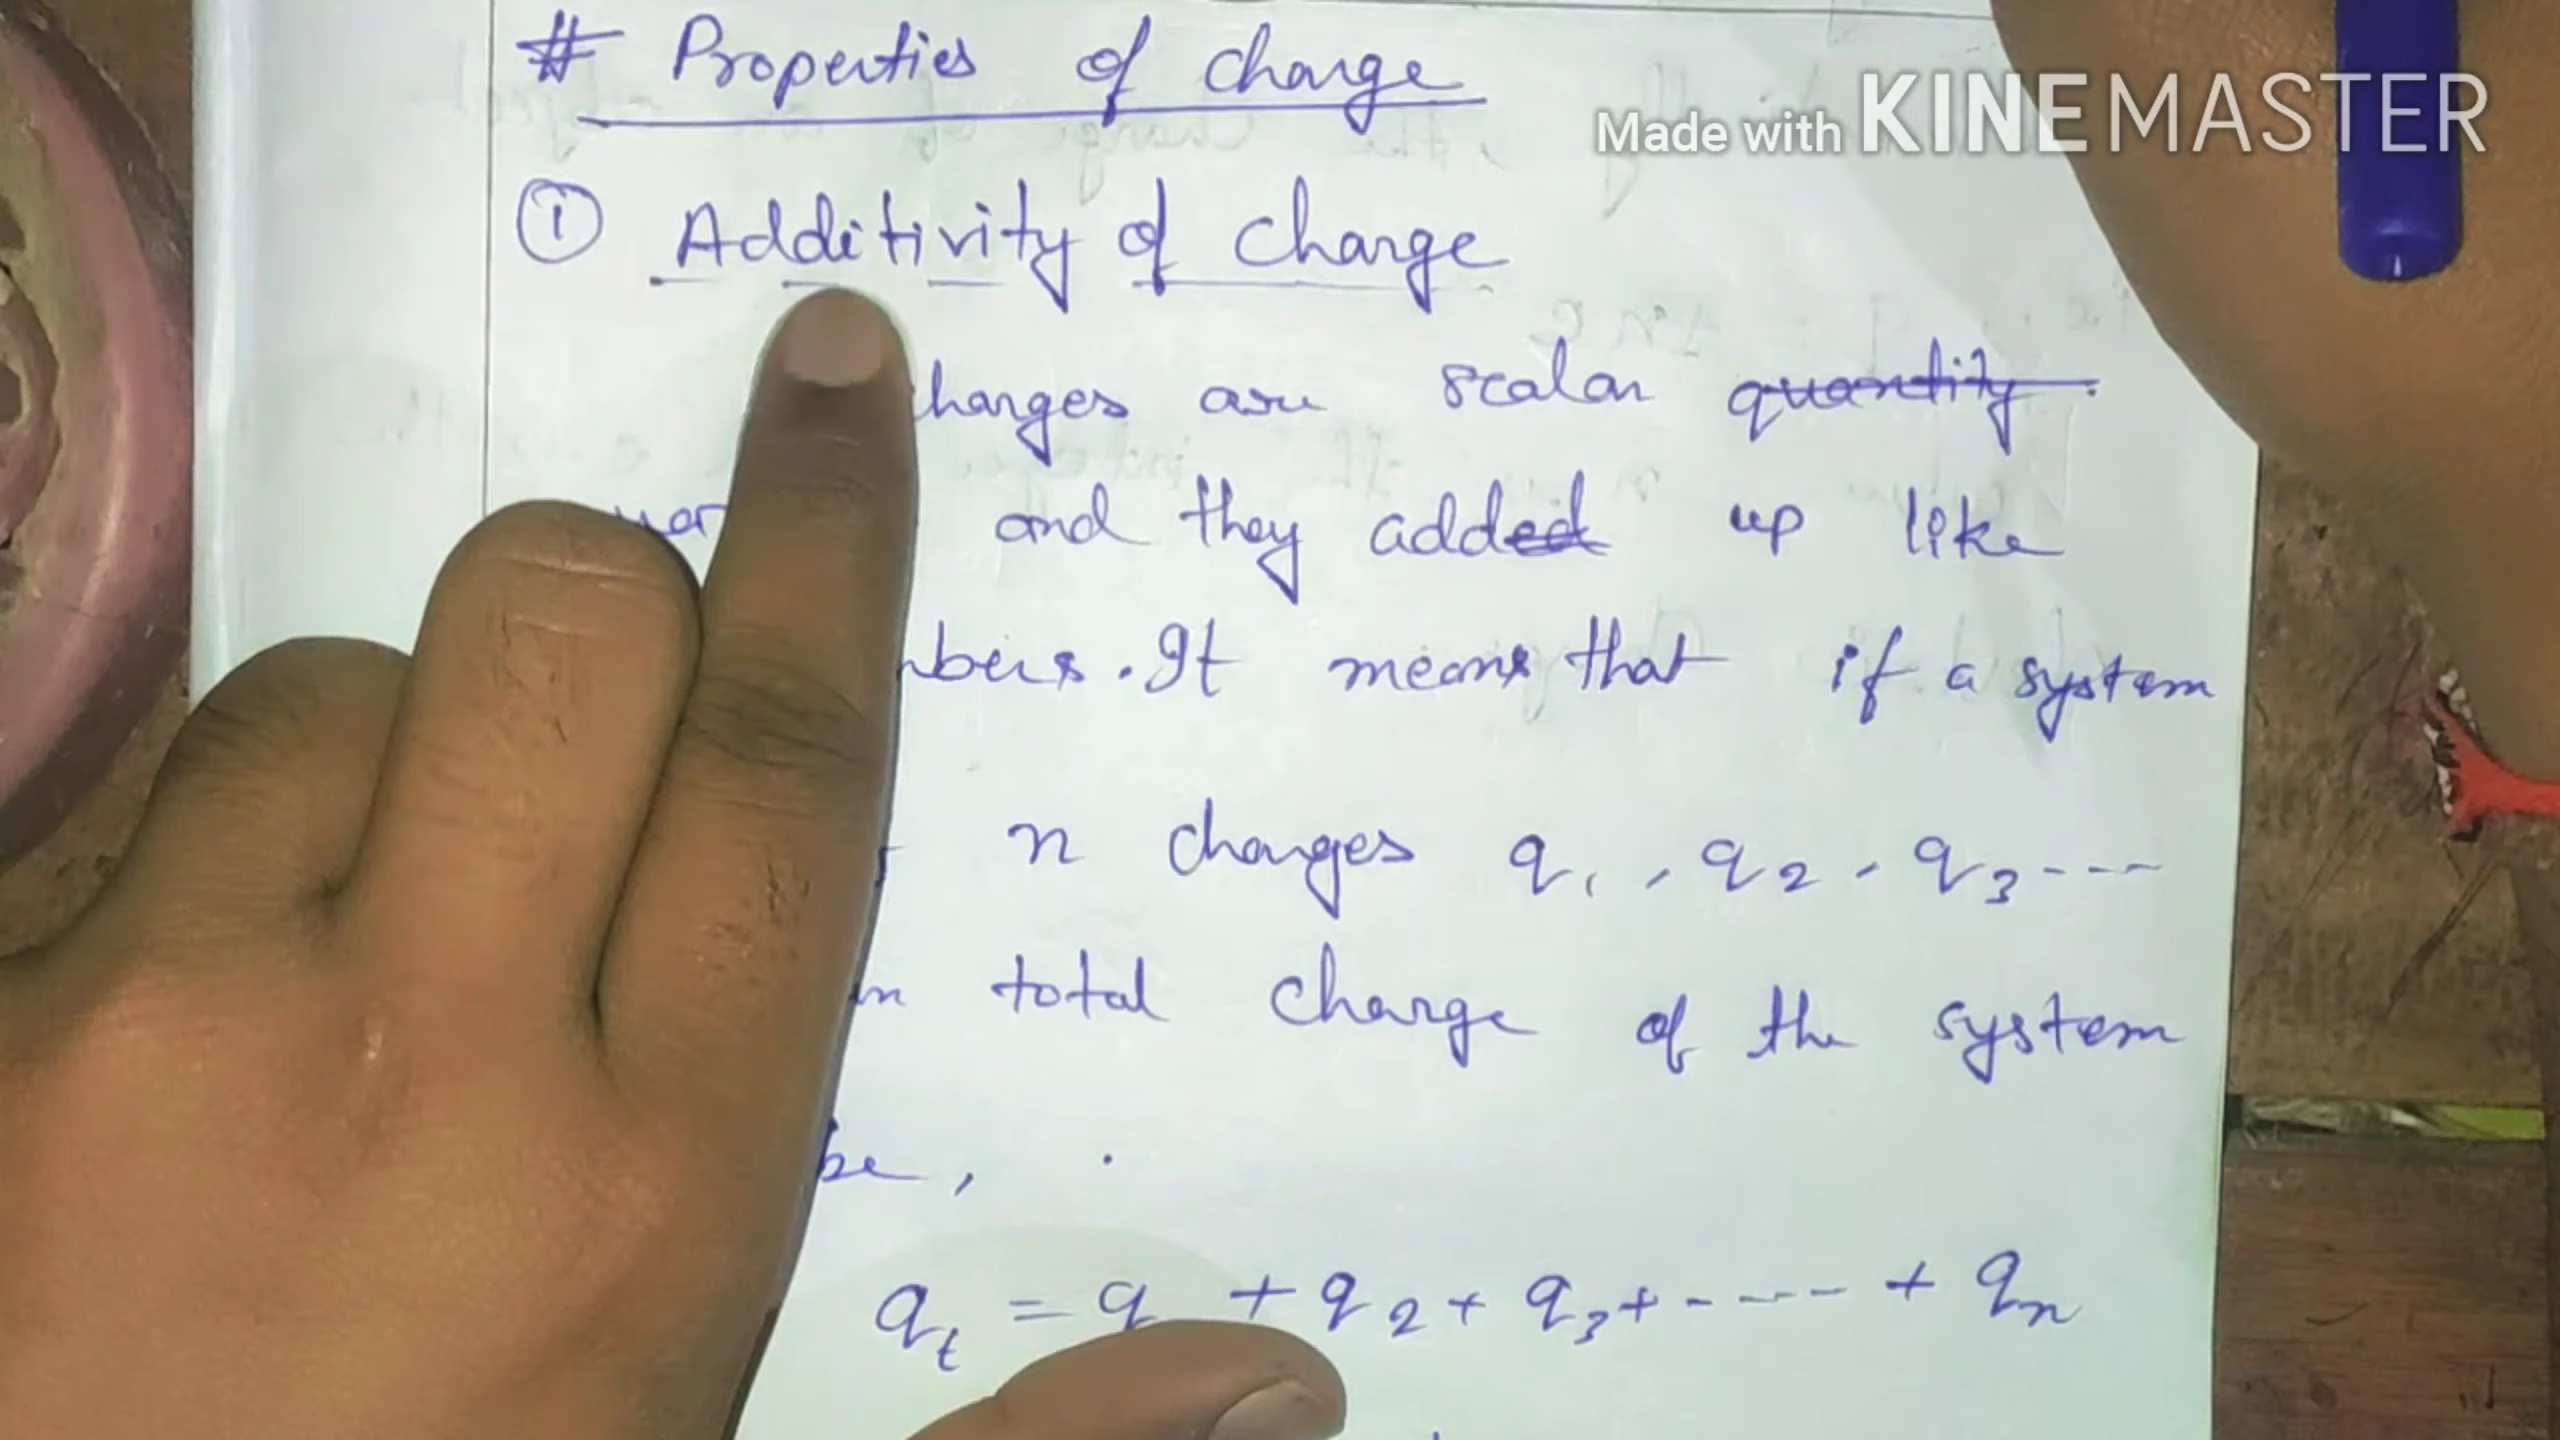 # Properties of charge
Made with KINEMASTER
① Additivity of charge
charges are scalar quantity
and they added up like
It means that if a system
n charges q1, q2, q3 ----
total charge of the system
be,
qt = q + q2 + q3 + ----- + qn